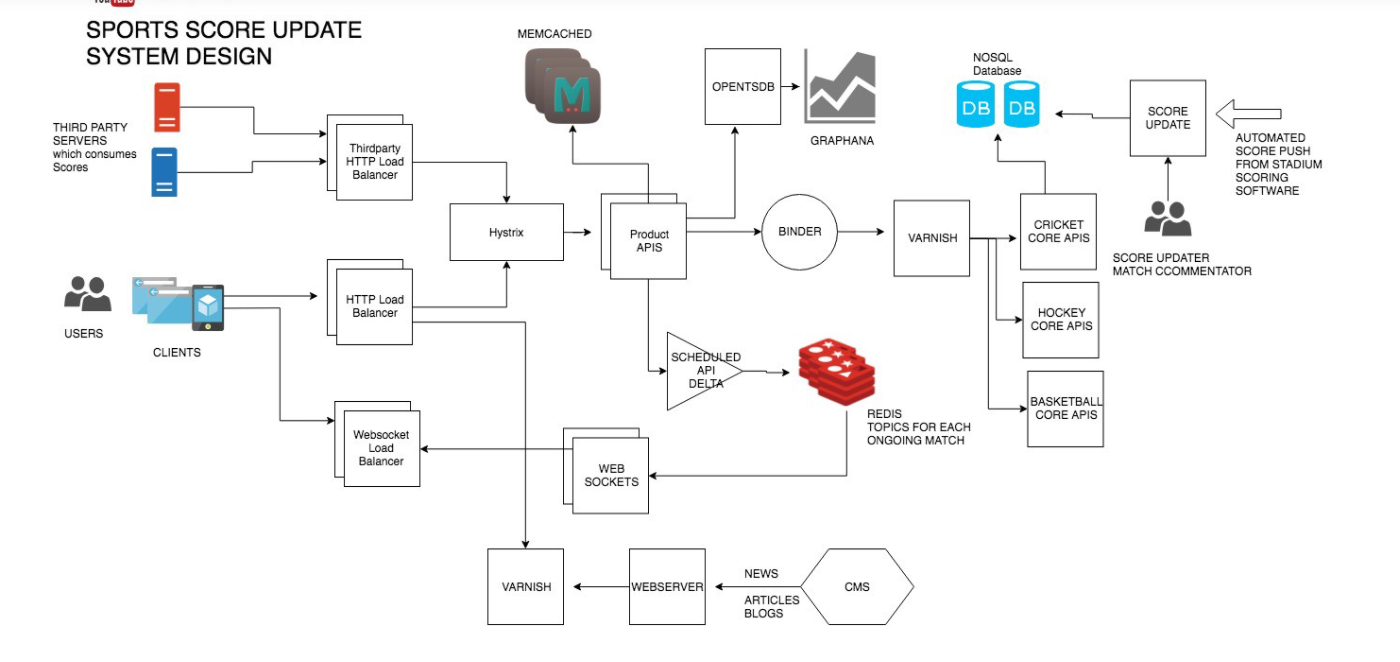 YouTube
SPORTS SCORE UPDATE
SYSTEM DESIGN
MEMCACHED
M
OPENTSDB
GRAPHANA
NOSQL
Database
DB
DB
SCORE
UPDATE
AUTOMATED
SCORE PUSH
FROM STADIUM
SCORING
SOFTWARE
THIRD PARTY
SERVERS
which consumes
Scores
Thirdparty
HTTP Load
Balancer
Hystrix
Product
APIS
BINDER
VARNISH
CRICKET
CORE APIS
SCORE UPDATER
MATCH CCOMMENTATOR
HOCKEY
CORE APIS
BASKETBALL
CORE APIS
USERS
CLIENTS
HTTP Load
Balancer
SCHEDULED
API
DELTA
REDIS
TOPICS FOR EACH
ONGOING MATCH
Websocket
Load
Balancer
WEB
SOCKETS
VARNISH
WEBSERVER
NEWS
ARTICLES
BLOGS
CMS